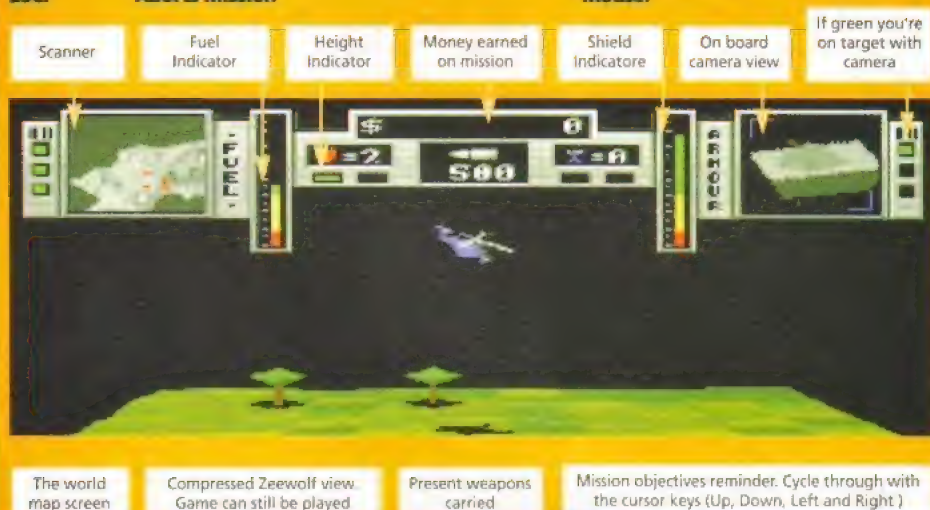 Scanner
Fuel
Indicator
Height
Indicator
Money earned
on mission
Shield
Indicatore
On board
camera view
If green you're
on target with
camera
$ 0
FUEL
=2
500
X=0
ARMOUR
The world
map screen
Compressed Zeewolf view.
Game can still be played
Present weapons
carried
Mission objectives reminder. Cycle through with
the cursor keys (Up, Down, Left and Right )